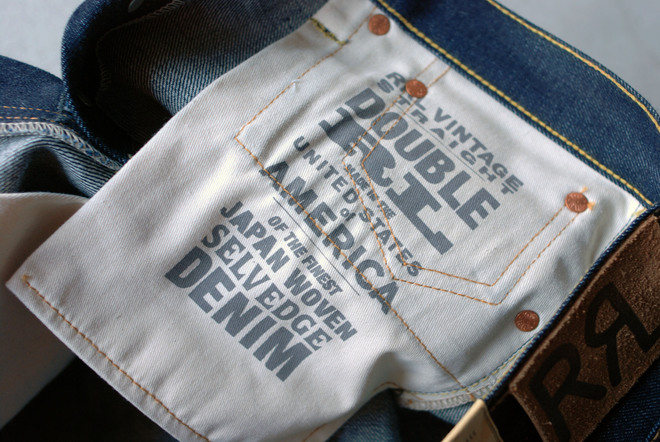 RRL VINTAGE
STRAIGHT
DOUBLE
RL
MADE IN THE
UNITED STATES
of
AMERICA
OF THE FINEST
JAPAN WOVEN
SELVEDGE
DENIM
RЯL